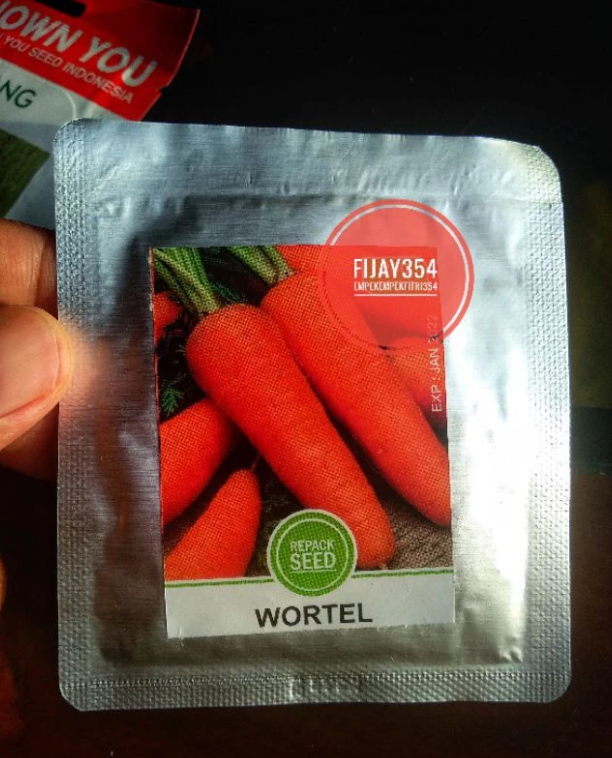 OWN YOU
YOU SEED INDONESIA
NG
FIJAY354
EMPEKEMPEKFITRI354
EXP : JAN 2022
REPACK
SEED
WORTEL